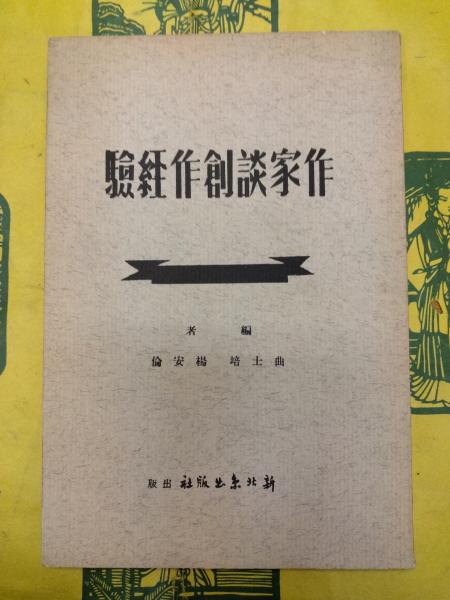 作家談創作經驗
編者
曲士培 楊安倫
新北京出版社 出版